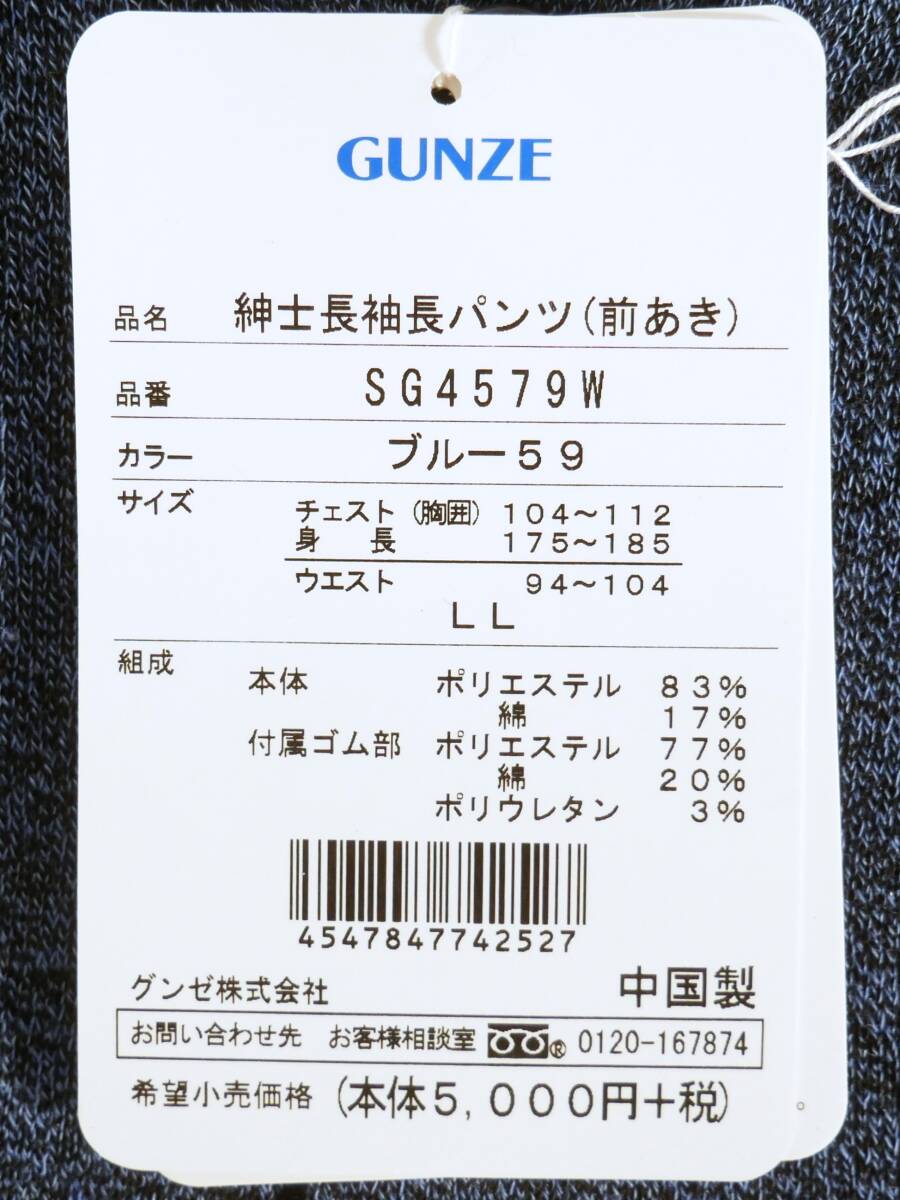 GUNZE
品名 紳士長袖長パンツ(前あき)
品番 SG4579W
カラー ブルー59
サイズ チェスト(胸囲) 104~112
身長 175~185
ウエスト 94~104
LL
組成 本体 ポリエステル 83%
綿 17%
付属ゴム部 ポリエステル 77%
綿 20%
ポリウレタン 3%
4547847742527
グンゼ株式会社 中国製
お問い合わせ先 お客様相談室 ® 0120-167874
希望小売価格 (本体5,000円+税)